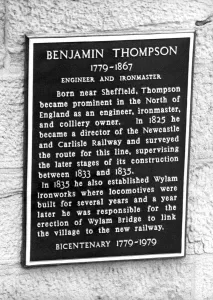 BENJAMIN THOMPSON
1779-1867
ENGINEER AND IRONMASTER
Born near Sheffield, Thompson
became prominent in the North of
England as an engineer, ironmaster,
and colliery owner. In 1825 he
became a director of the Newcastle
and Carlisle Railway and surveyed
the route for this line, supervising
the later stages of its construction
between 1833 and 1835.
In 1835 he also established Wylam
ironworks where locomotives were
built for several years and a year
later he was responsible for the
erection of Wylam Bridge to link
the village to the new railway.
BICENTENARY 1779-1979